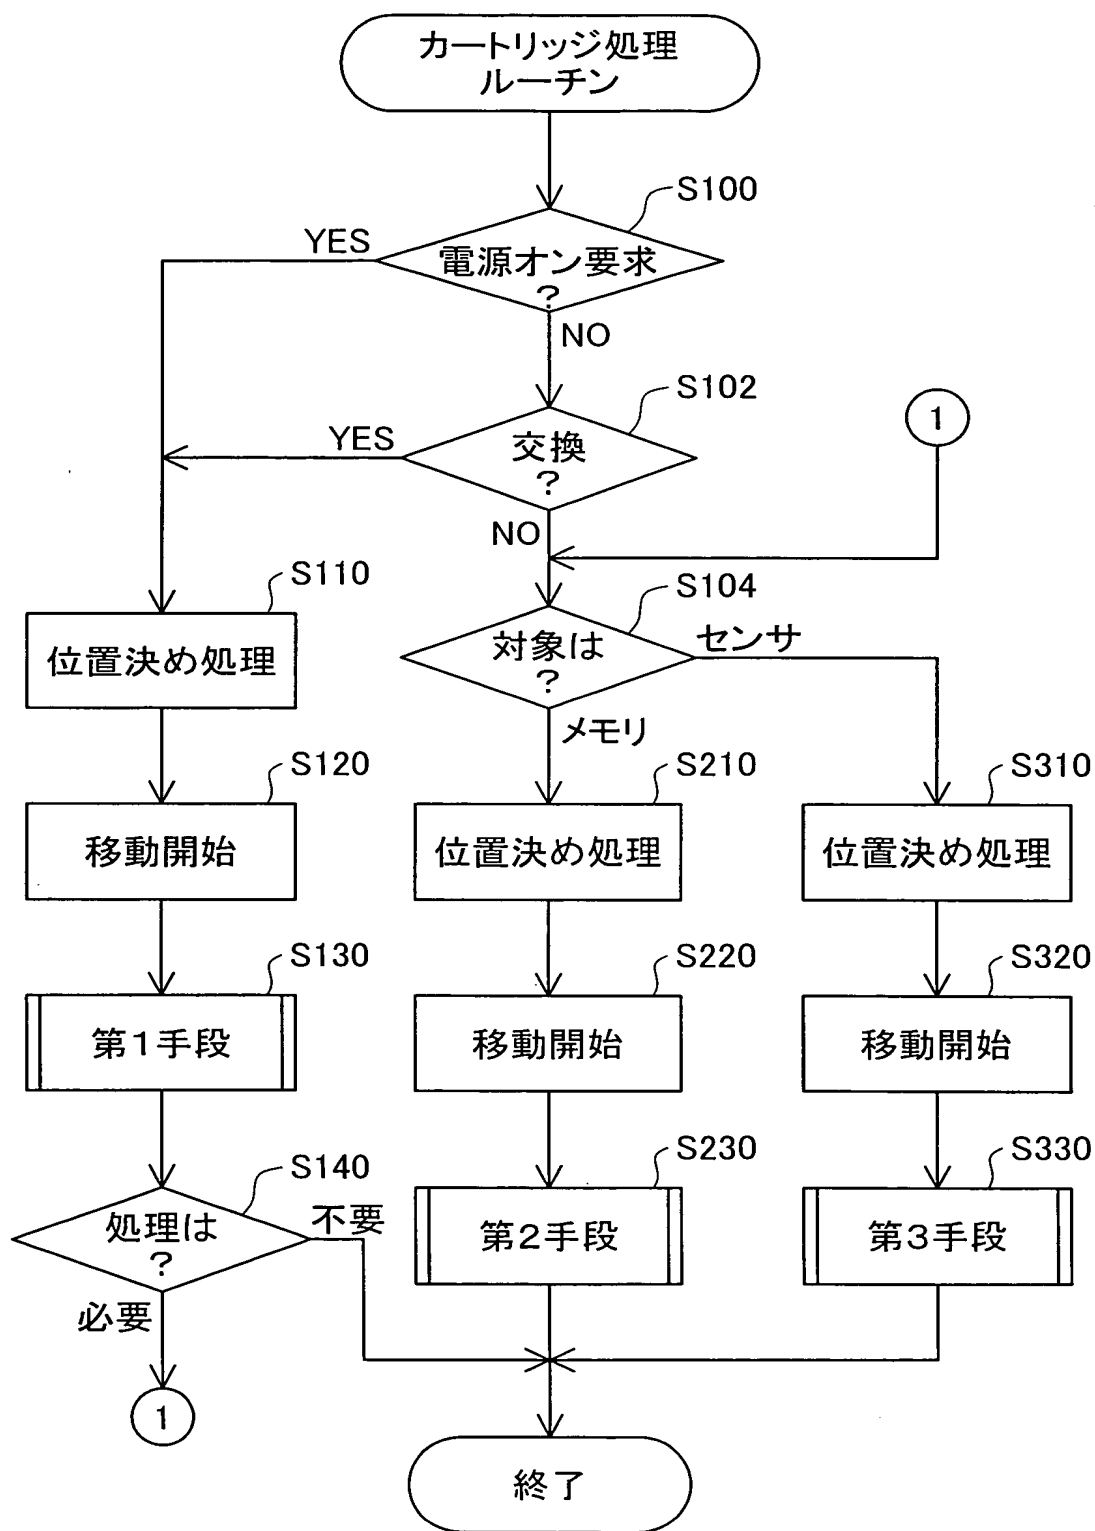 カートリッジ処理
ルーチン
S100
YES
電源オン要求
?
NO
S102
YES
交換
?
1
NO
S110
位置決め処理
S104
対象は
?
センサ
メモリ
S120
移動開始
S210
位置決め処理
S310
位置決め処理
S130
第1手段
S220
移動開始
S320
移動開始
S140
処理は
?
不要
必要
S230
第2手段
S330
第3手段
1
終了